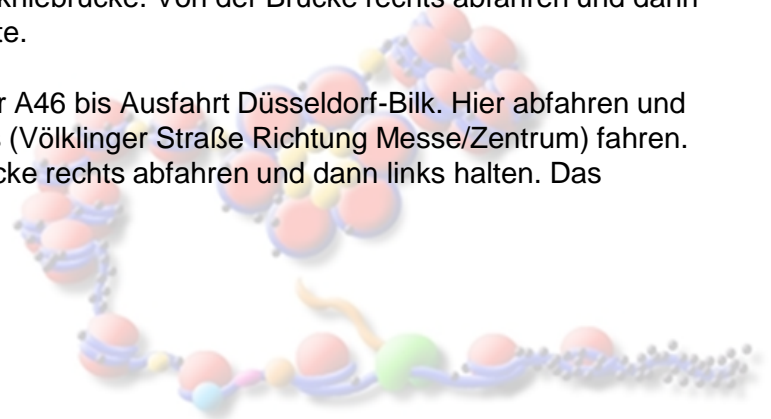 kniebrücke. Von der Brücke rechts abfahren und dann
te.
r A46 bis Ausfahrt Düsseldorf-Bilk. Hier abfahren und
s (Völklinger Straße Richtung Messe/Zentrum) fahren.
cke rechts abfahren und dann links halten. Das